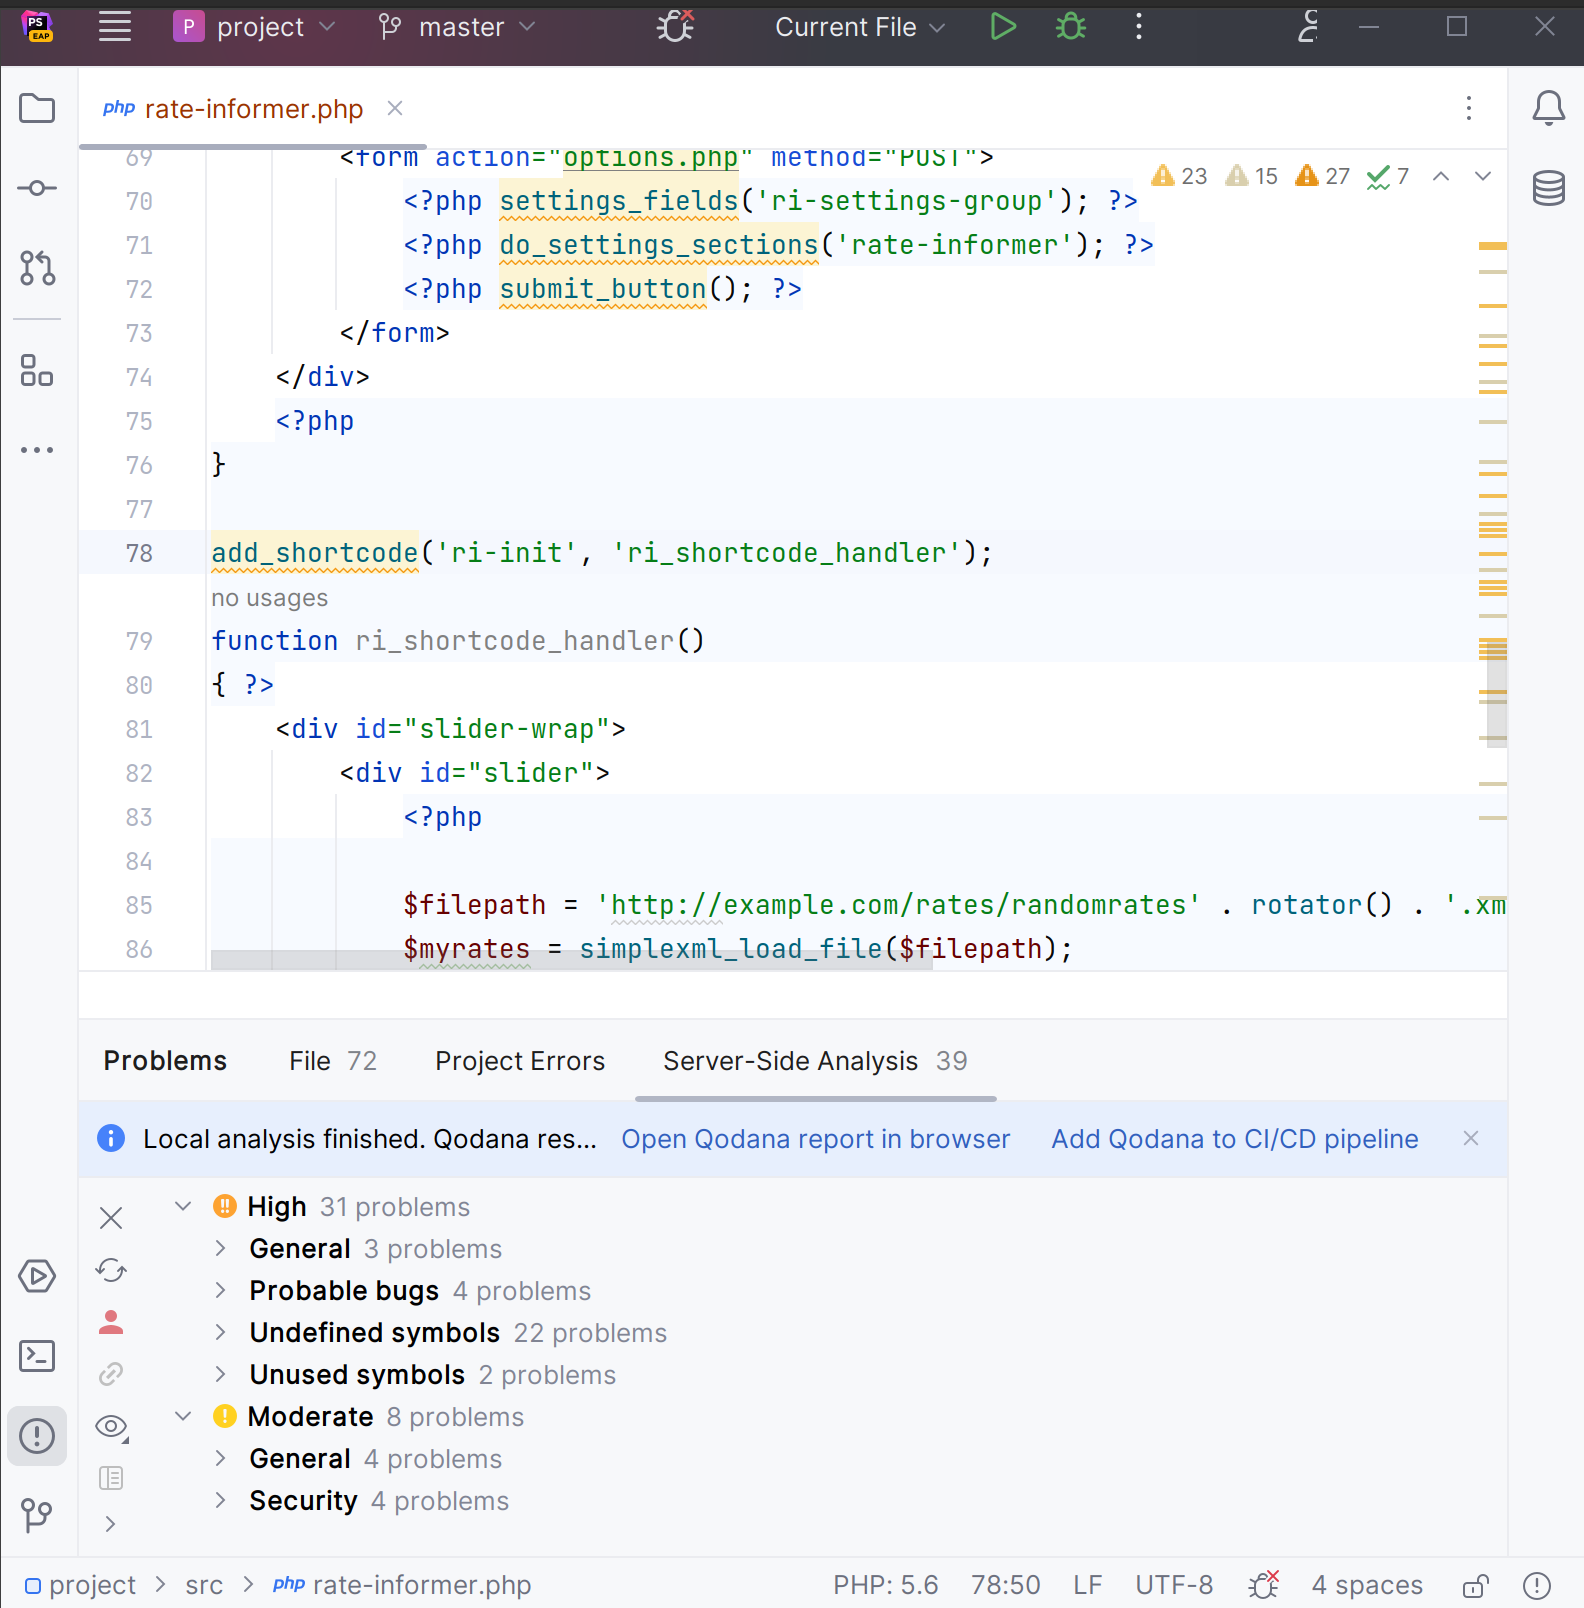 PS EAP P project master Current File
php rate-informer.php
69 <form action="options.php" method="POST">
23 15 27 7
70 <?php settings_fields('ri-settings-group'); ?>
71 <?php do_settings_sections('rate-informer'); ?>
72 <?php submit_button(); ?>
73 </form>
74 </div>
75 <?php
76 }
77
78 add_shortcode('ri-init', 'ri_shortcode_handler');
no usages
79 function ri_shortcode_handler()
80 { ?>
81 <div id="slider-wrap">
82 <div id="slider">
83 <?php
84
85 $filepath = 'http://example.com/rates/randomrates' . rotator() . '.xm
86 $myrates = simplexml_load_file($filepath);
Problems File 72 Project Errors Server-Side Analysis 39
Local analysis finished. Qodana res... Open Qodana report in browser Add Qodana to CI/CD pipeline
High 31 problems
General 3 problems
Probable bugs 4 problems
Undefined symbols 22 problems
Unused symbols 2 problems
Moderate 8 problems
General 4 problems
Security 4 problems
project > src > php rate-informer.php PHP: 5.6 78:50 LF UTF-8 4 spaces